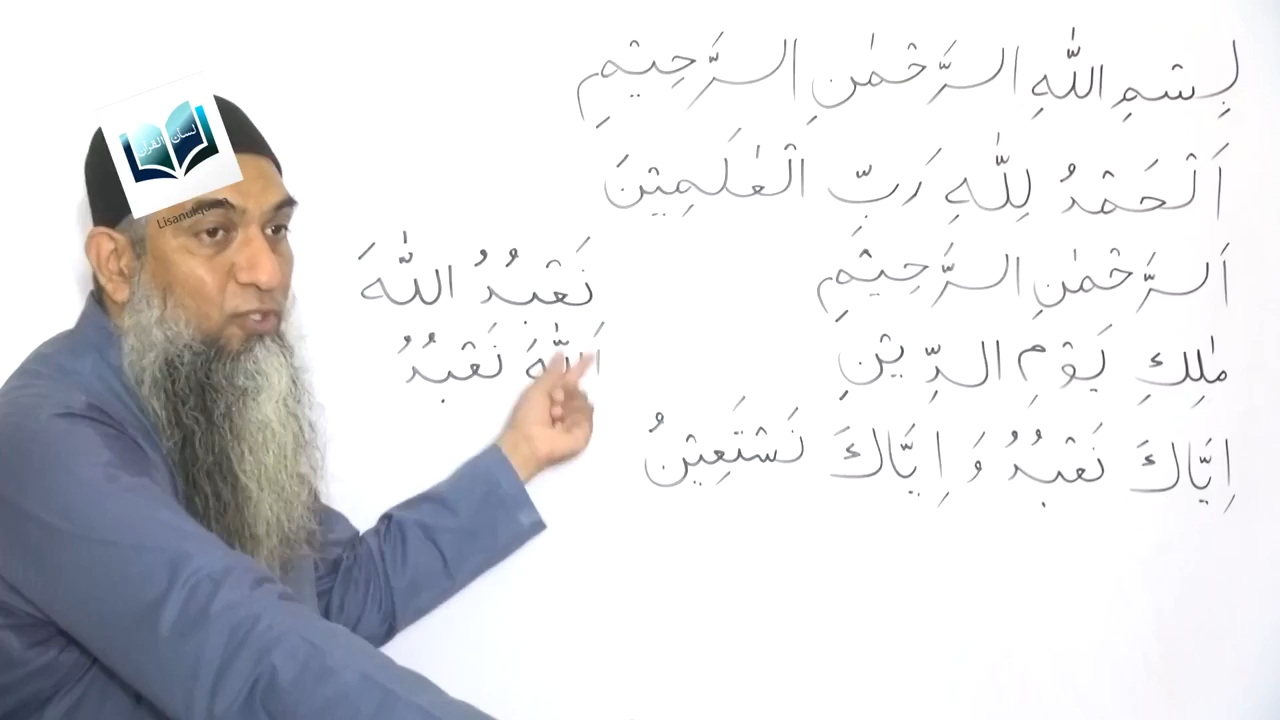 بِسْمِ اللّٰهِ الرَّحْمٰنِ الرَّحِيْمِ
اَلْحَمْدُ لِلّٰهِ رَبِّ الْعٰلَمِيْنَ
اَلرَّحْمٰنِ الرَّحِيْمِ
مٰلِكِ يَوْمِ الدِّيْنِ
اِيَّاكَ نَعْبُدُ وَ اِيَّاكَ نَسْتَعِيْنُ
نَعْبُدُ اللّٰهَ
اَللّٰهَ نَعْبُدُ
لسان القرآن
Lisanulquran